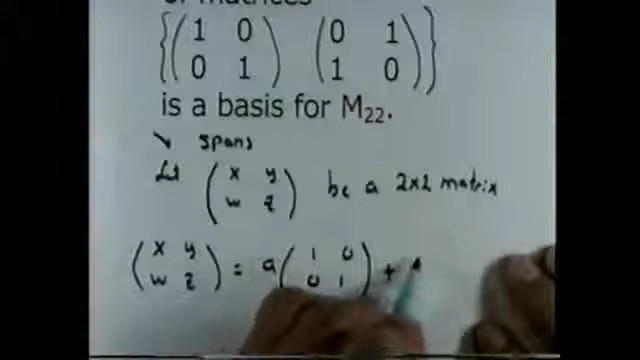 of matrices
{(1 0 (0 1)}
0 1) 1 0)
is a basis for M₂₂.
↘ spans
Let (x y be a 2x2 matrix
w z)
(x y = a(1 0 +
w z) 0 1)